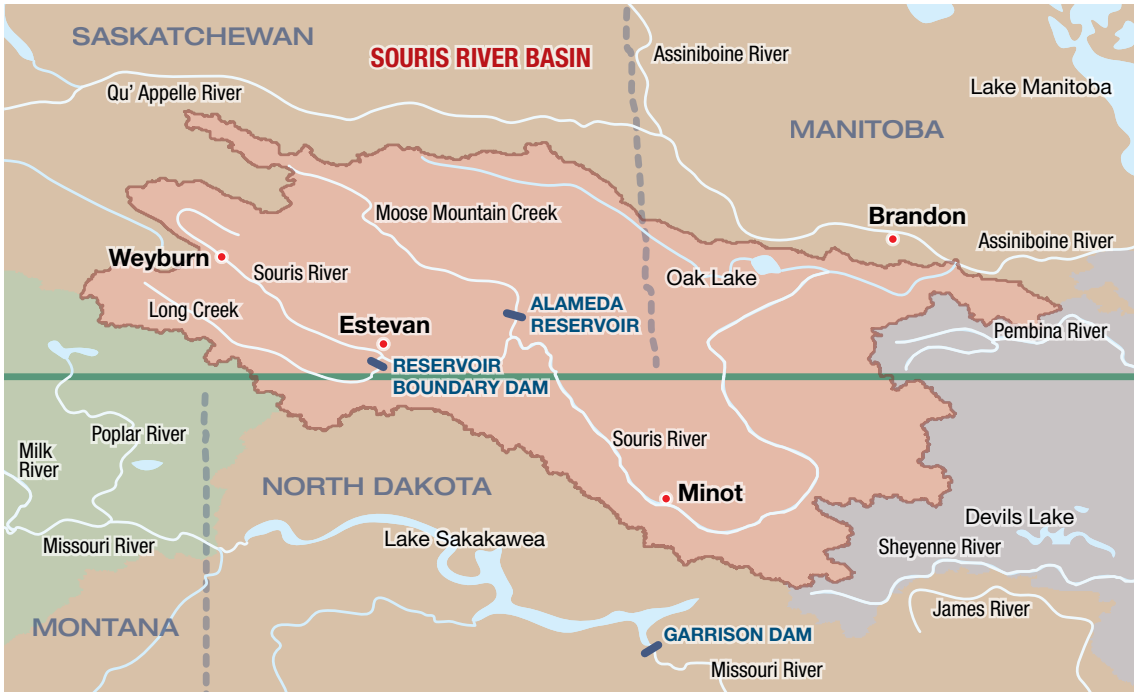 SASKATCHEWAN
SOURIS RIVER BASIN
Assiniboine River
Lake Manitoba
Qu' Appelle River
MANITOBA
Moose Mountain Creek
Brandon
Assiniboine River
Weyburn
Souris River
Oak Lake
Long Creek
ALAMEDA
RESERVOIR
Estevan
Pembina River
RESERVOIR
BOUNDARY DAM
Poplar River
Souris River
Milk
River
NORTH DAKOTA
Minot
Devils Lake
Missouri River
Lake Sakakawea
Sheyenne River
James River
MONTANA
GARRISON DAM
Missouri River